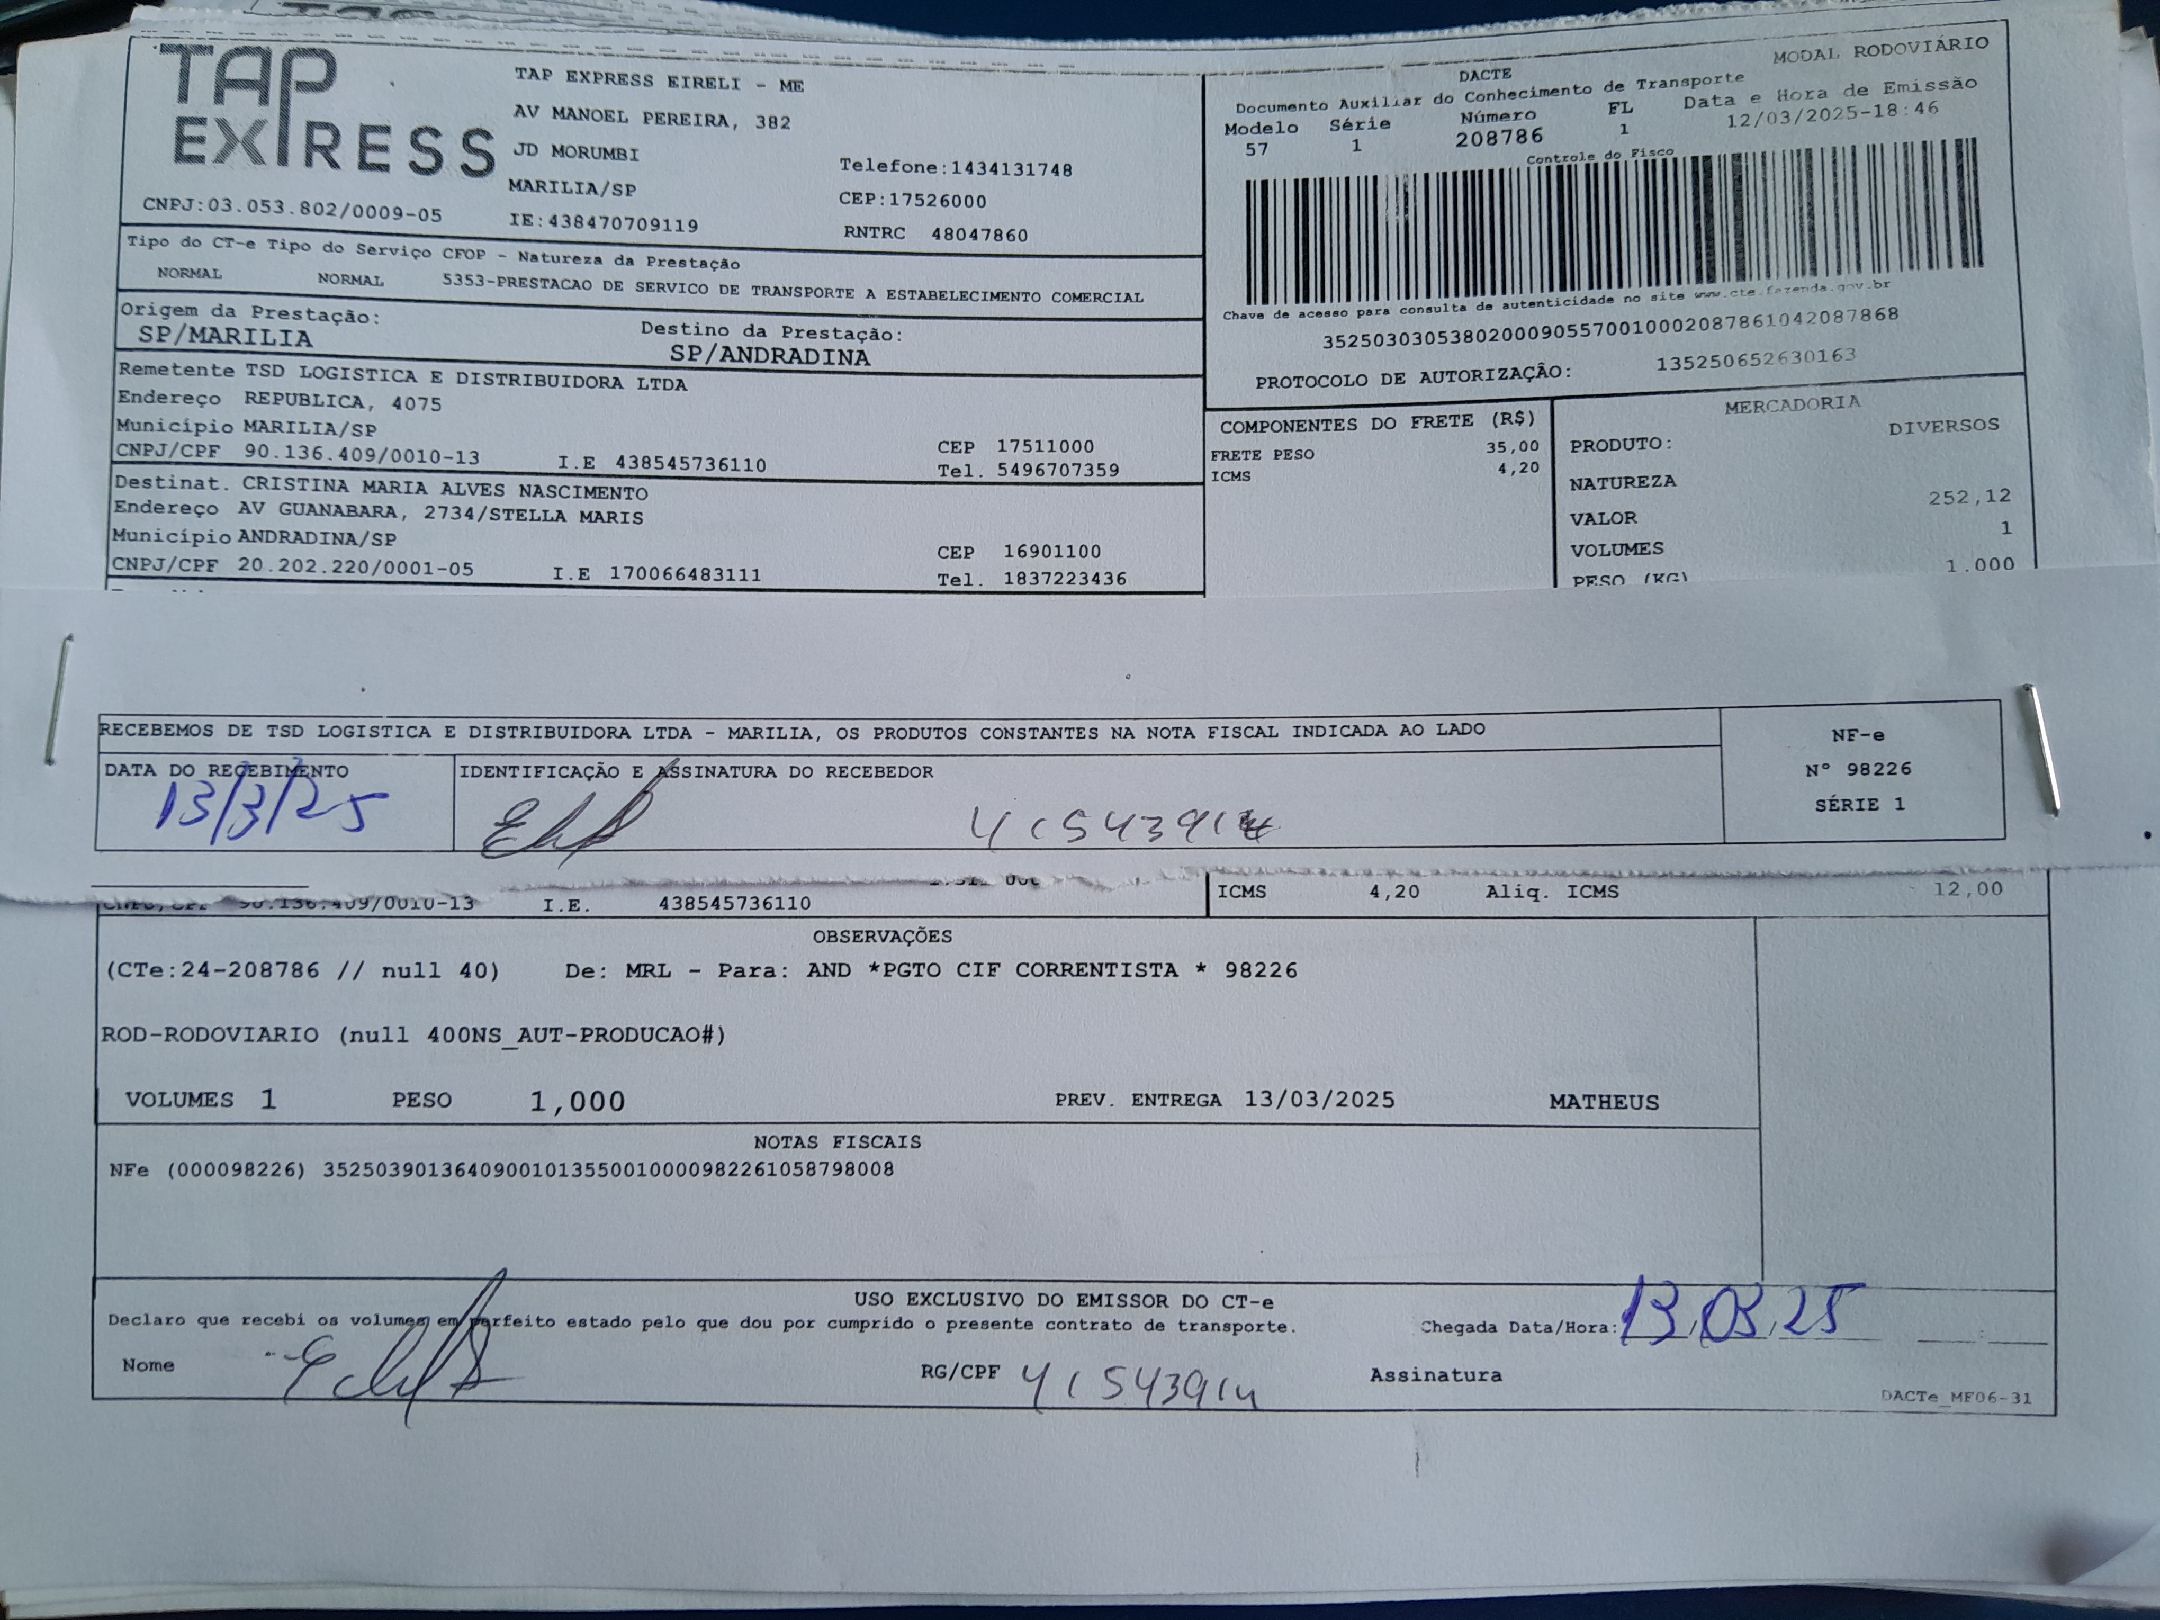 TAP
EXPRESS
TAP EXPRESS EIRELI - ME
AV MANOEL PEREIRA, 382
JD MORUMBI
MARILIA/SP
Telefone:1434131748
CEP:17526000
CNPJ:03.053.802/0009-05
IE:438470709119
RNTRC 48047860
Tipo do CT-e Tipo do Serviço CFOP - Natureza da Prestação
NORMAL NORMAL 5353-PRESTACAO DE SERVICO DE TRANSPORTE A ESTABELECIMENTO COMERCIAL
Origem da Prestação: Destino da Prestação:
SP/MARILIA SP/ANDRADINA
Remetente TSD LOGISTICA E DISTRIBUIDORA LTDA
Endereço REPUBLICA, 4075
Município MARILIA/SP CEP 17511000
CNPJ/CPF 90.136.409/0010-13 I.E 438545736110 Tel. 5496707359
Destinat. CRISTINA MARIA ALVES NASCIMENTO
Endereço AV GUANABARA, 2734/STELLA MARIS
Município ANDRADINA/SP CEP 16901100
CNPJ/CPF 20.202.220/0001-05 I.E 170066483111 Tel. 1837223436
MODAL RODOVIÁRIO
DACTE
Documento Auxiliar do Conhecimento de Transporte
Modelo Série Número FL Data e Hora de Emissão
57 1 208786 1 12/03/2025-18:46
Controle do Fisco
Chave de acesso para consulta de autenticidade no site www.cte.fazenda.gov.br
35250303053802000905570010002087861042087868
PROTOCOLO DE AUTORIZAÇÃO: 135250652630163
COMPONENTES DO FRETE (R$)
FRETE PESO 35,00
ICMS 4,20
MERCADORIA
PRODUTO: DIVERSOS
NATUREZA
VALOR 252,12
VOLUMES 1
PESO (KG) 1.000
RECEBEMOS DE TSD LOGISTICA E DISTRIBUIDORA LTDA - MARILIA, OS PRODUTOS CONSTANTES NA NOTA FISCAL INDICADA AO LADO
DATA DO RECEBIMENTO IDENTIFICAÇÃO E ASSINATURA DO RECEBEDOR
13/3/25 41543914
NF-e
Nº 98226
SÉRIE 1
CNPJ/CPF 90.136.409/0010-13 I.E. 438545736110
ICMS 4,20 Aliq. ICMS 12,00
OBSERVAÇÕES
(CTe:24-208786 // null 40) De: MRL - Para: AND *PGTO CIF CORRENTISTA * 98226
ROD-RODOVIARIO (null 400NS_AUT-PRODUCAO#)
VOLUMES 1 PESO 1,000 PREV. ENTREGA 13/03/2025 MATHEUS
NOTAS FISCAIS
NFe (000098226) 35250390136409001013550010000982261058798008
USO EXCLUSIVO DO EMISSOR DO CT-e
Declaro que recebi os volumes em perfeito estado pelo que dou por cumprido o presente contrato de transporte. Chegada Data/Hora: 13/03/25
Nome RG/CPF 41543914 Assinatura
DACTe_MF06-31